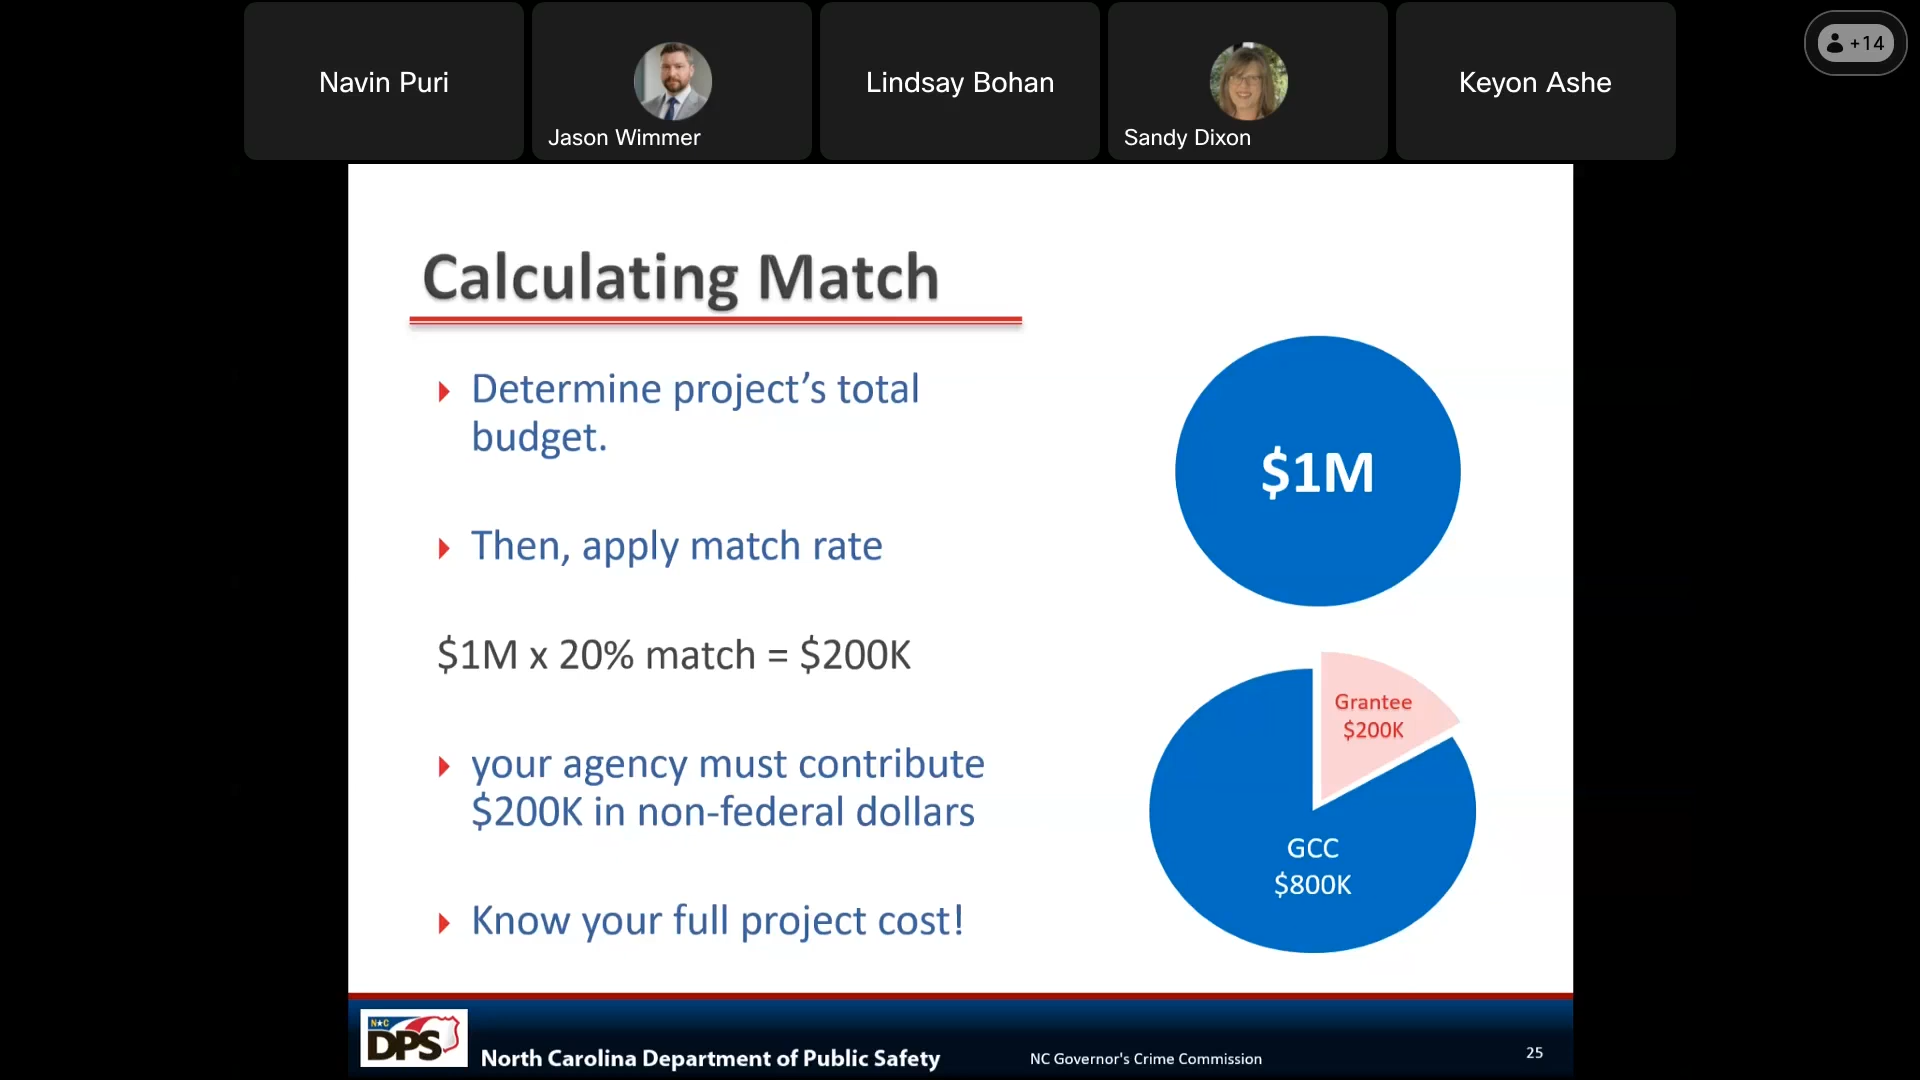 Navin Puri
Jason Wimmer
Lindsay Bohan
Sandy Dixon
Keyon Ashe
+14
Calculating Match
Determine project’s total
budget.
Then, apply match rate
$1M x 20% match = $200K
your agency must contribute
$200K in non-federal dollars
Know your full project cost!
$1M
Grantee
$200K
GCC
$800K
N★C
DPS
North Carolina Department of Public Safety
NC Governor's Crime Commission
25